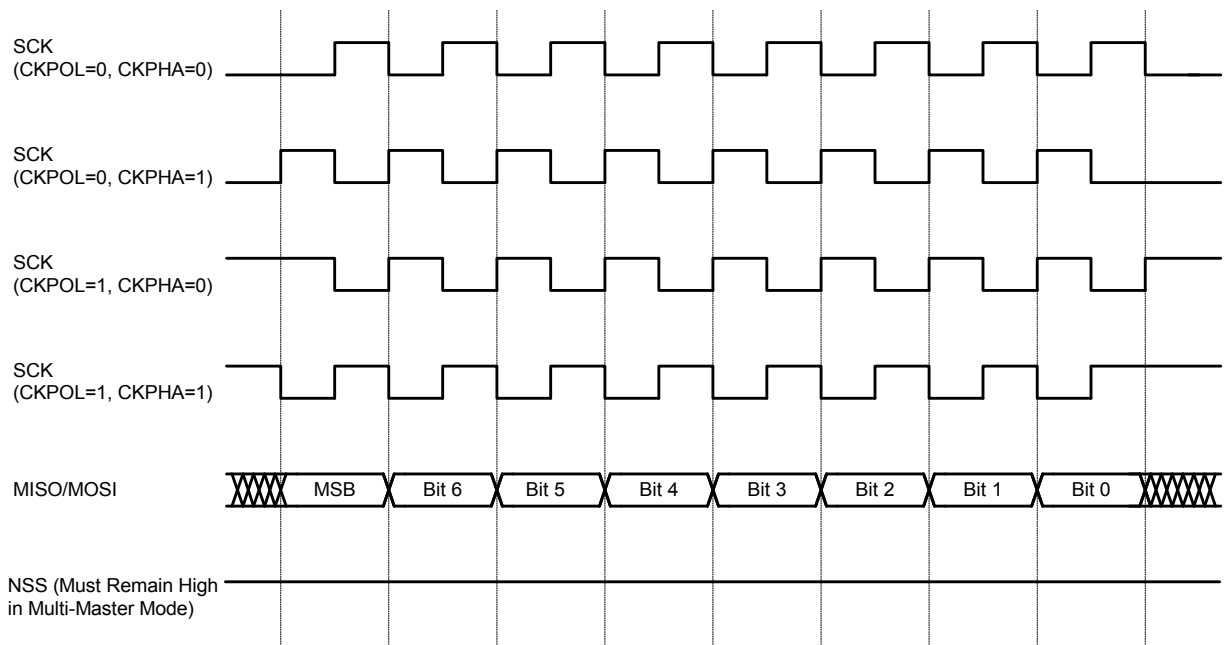 SCK
(CKPOL=0, CKPHA=0)
SCK
(CKPOL=0, CKPHA=1)
SCK
(CKPOL=1, CKPHA=0)
SCK
(CKPOL=1, CKPHA=1)
MISO/MOSI
MSB
Bit 6
Bit 5
Bit 4
Bit 3
Bit 2
Bit 1
Bit 0
NSS (Must Remain High
in Multi-Master Mode)